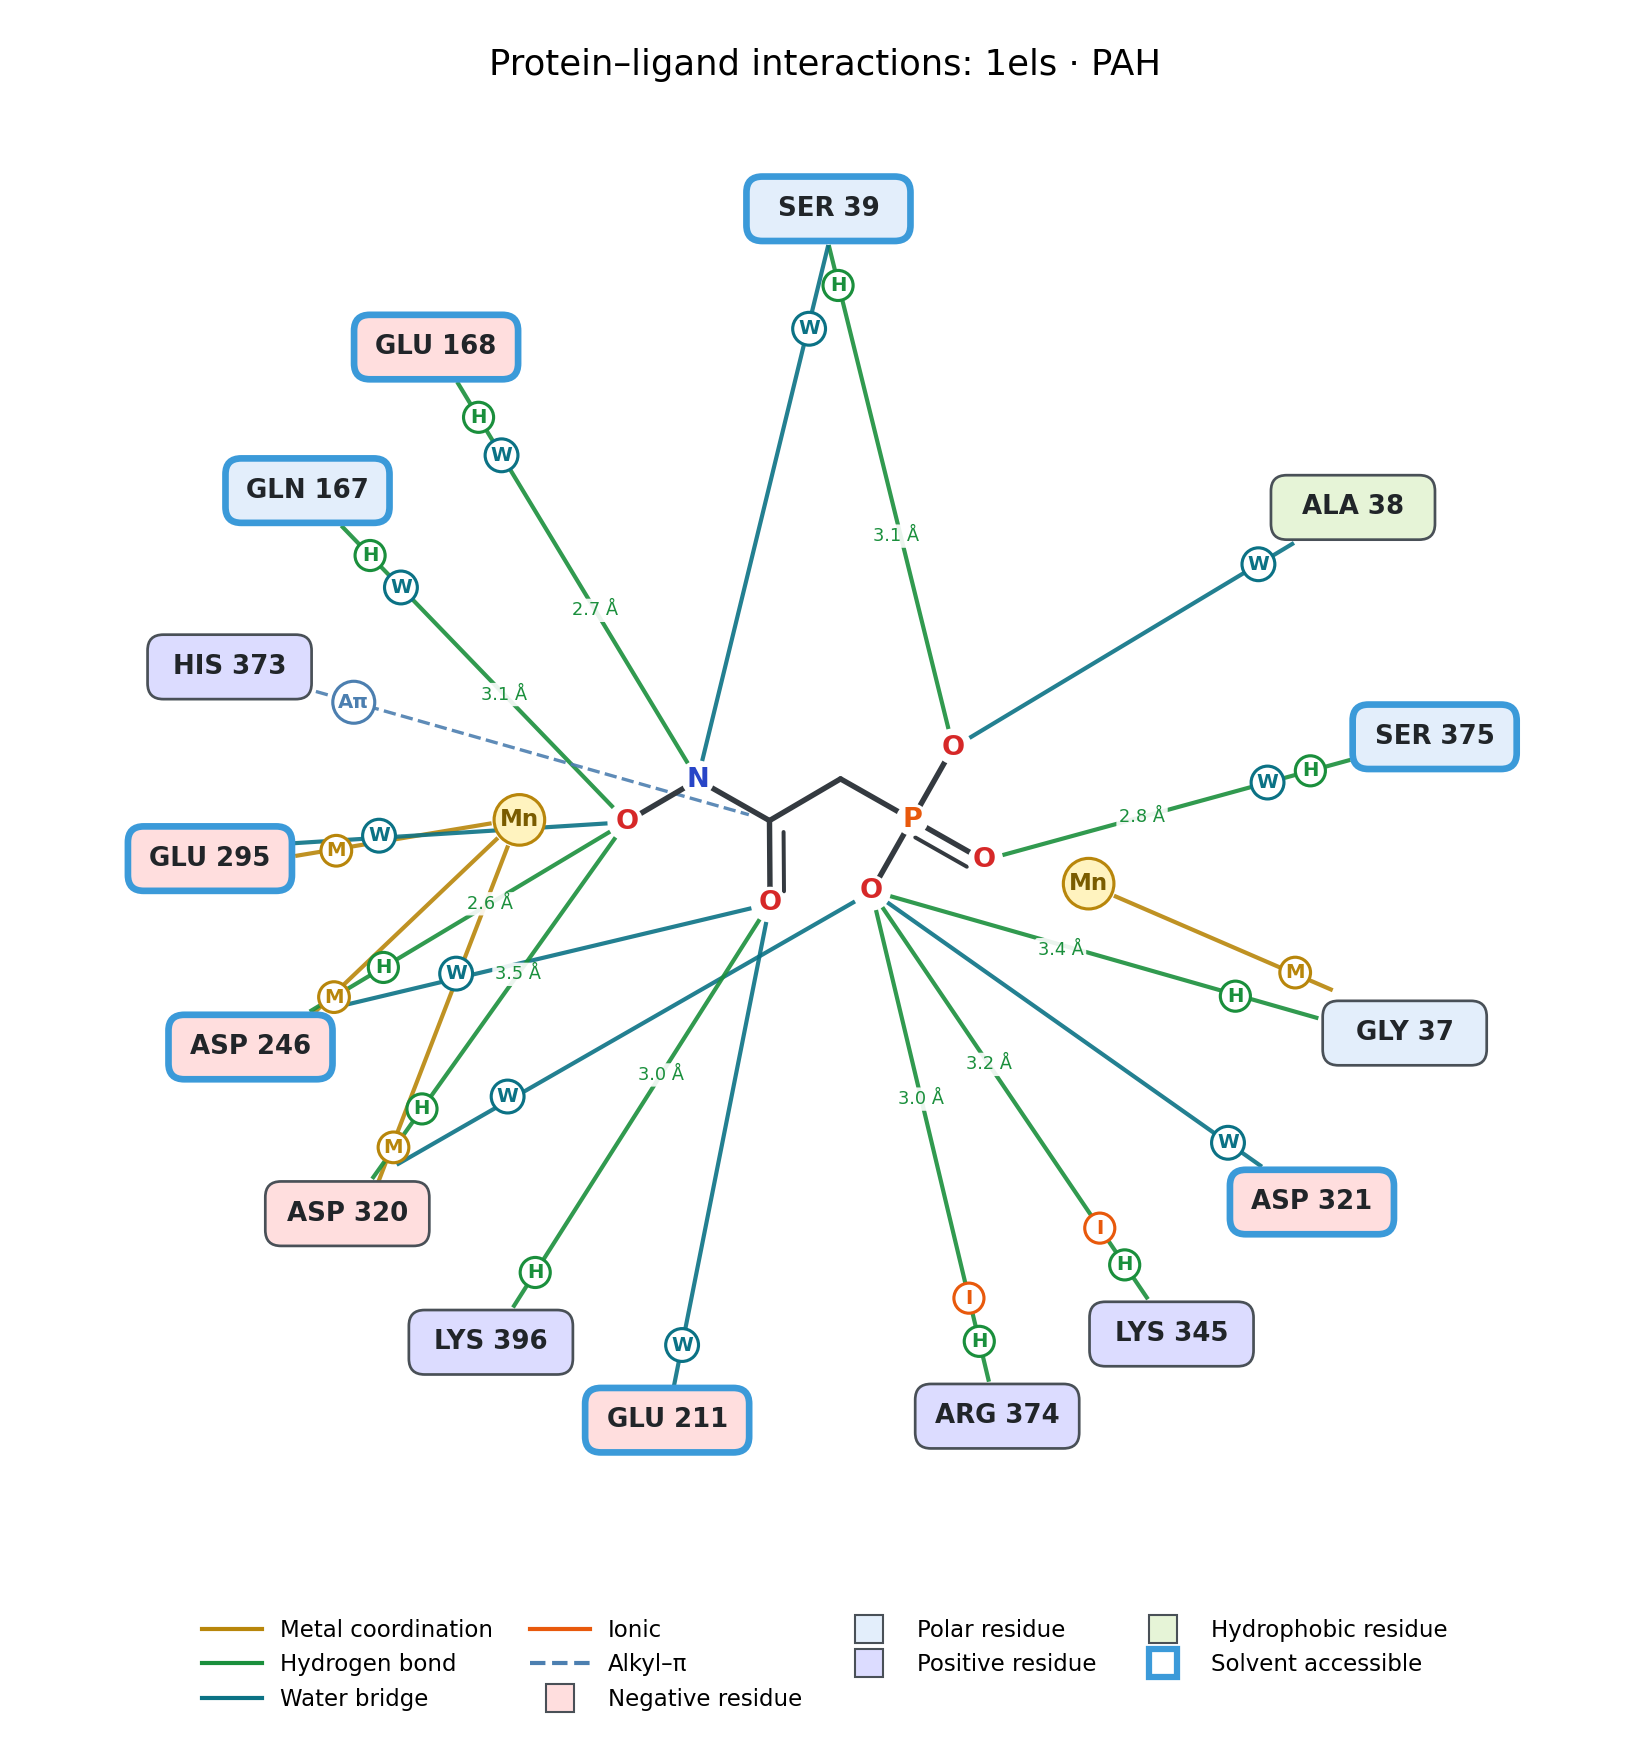 Protein–ligand interactions: 1els · PAH
SER 39
H
W
GLU 168
H
W
GLN 167
H
W
ALA 38
W
3.1 Å
2.7 Å
HIS 373
Aπ
3.1 Å
SER 375
W
H
2.8 Å
O
N
O
P
O
O
O
Mn
GLU 295
M
W
Mn
2.6 Å
3.4 Å
H
W
3.5 Å
M
M
H
GLY 37
ASP 246
3.0 Å
3.2 Å
3.0 Å
W
H
M
ASP 320
W
ASP 321
H
I
H
I
H
W
LYS 396
LYS 345
GLU 211
ARG 374
Metal coordination
Hydrogen bond
Water bridge
Ionic
Alkyl–π
Negative residue
Polar residue
Positive residue
Hydrophobic residue
Solvent accessible